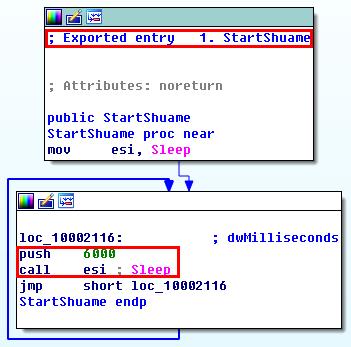 ; Exported entry   1. StartShuame
; Attributes: noreturn
public StartShuame
StartShuame proc near
mov     esi, Sleep
loc_10002116:           ; dwMilliseconds
push    6000
call    esi ; Sleep
jmp     short loc_10002116
StartShuame endp